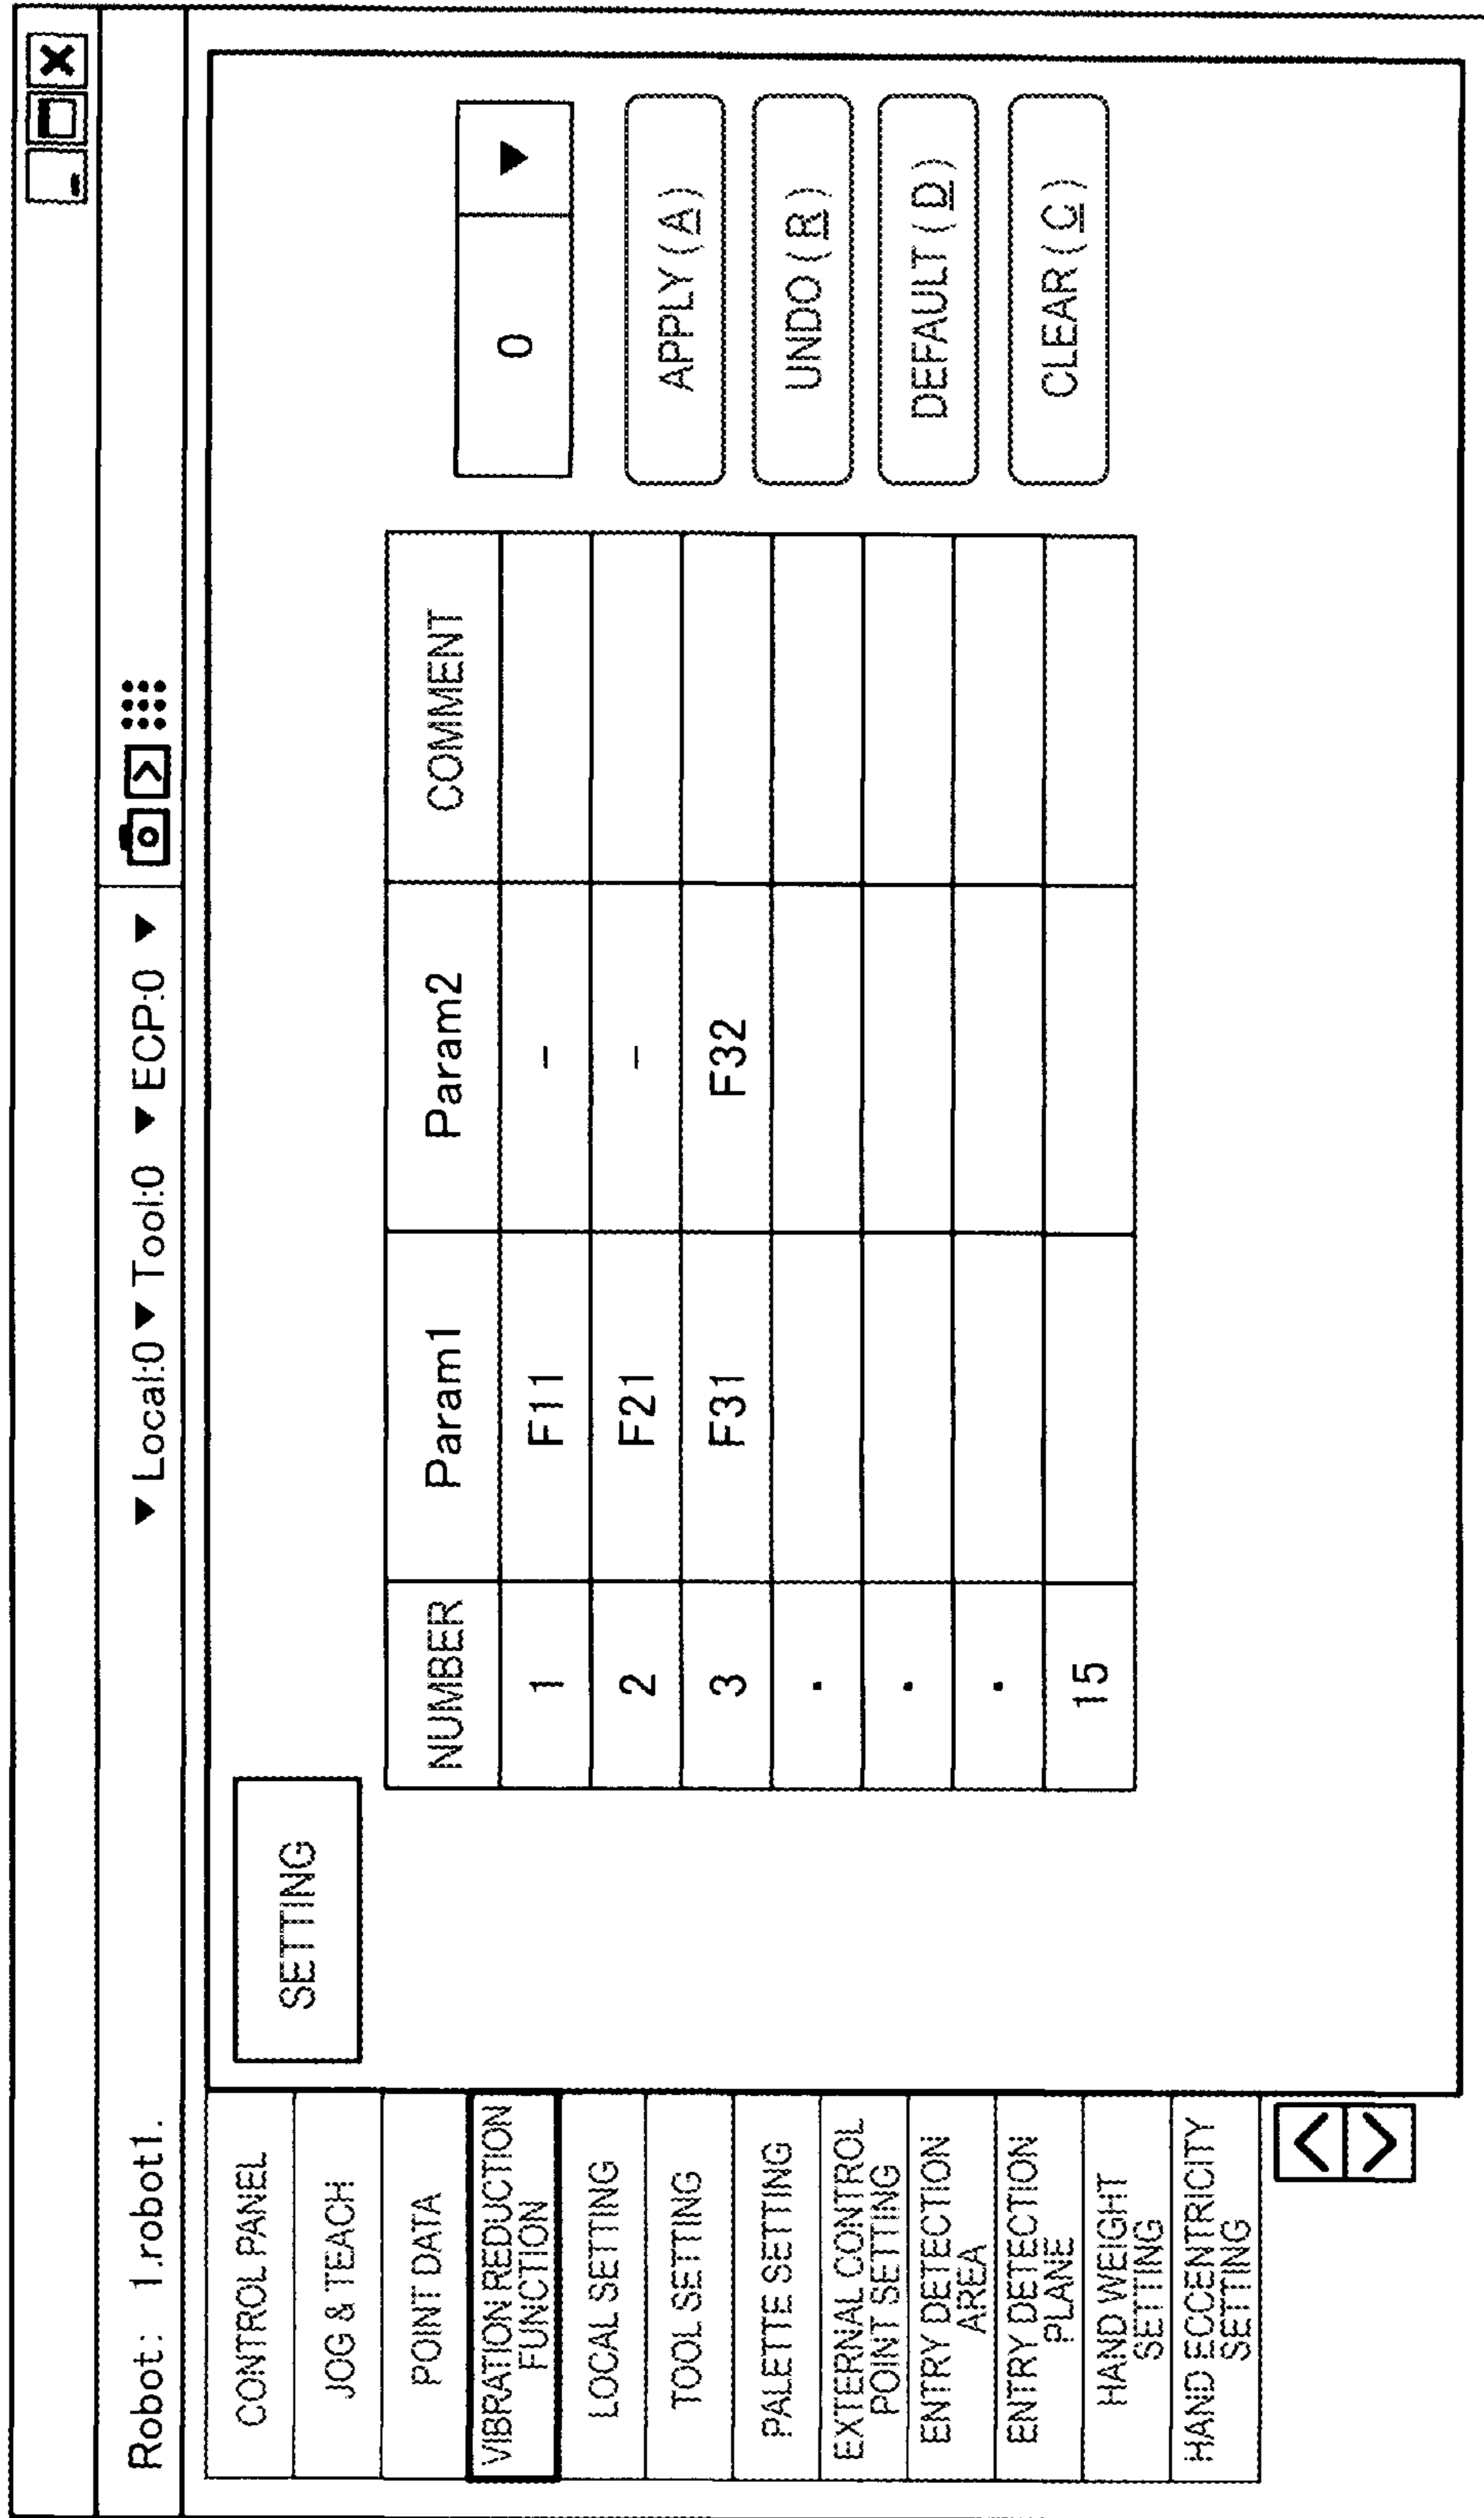 Robot: 1.robot1. ▼ Local:0 ▼ Tool:0 ▼ ECP:0 ▼
CONTROL PANEL
JOG & TEACH
POINT DATA
VIBRATION REDUCTION
FUNCTION
LOCAL SETTING
TOOL SETTING
PALETTE SETTING
EXTERNAL CONTROL
POINT SETTING
ENTRY DETECTION
AREA
ENTRY DETECTION
PLANE
HAND WEIGHT
SETTING
HAND ECCENTRICITY
SETTING
SETTING
NUMBER Param1 Param2 COMMENT
1 F11 –
2 F21 –
3 F31 F32
.
.
.
15
0 ▼
APPLY (A)
UNDO (R)
DEFAULT (D)
CLEAR (C)